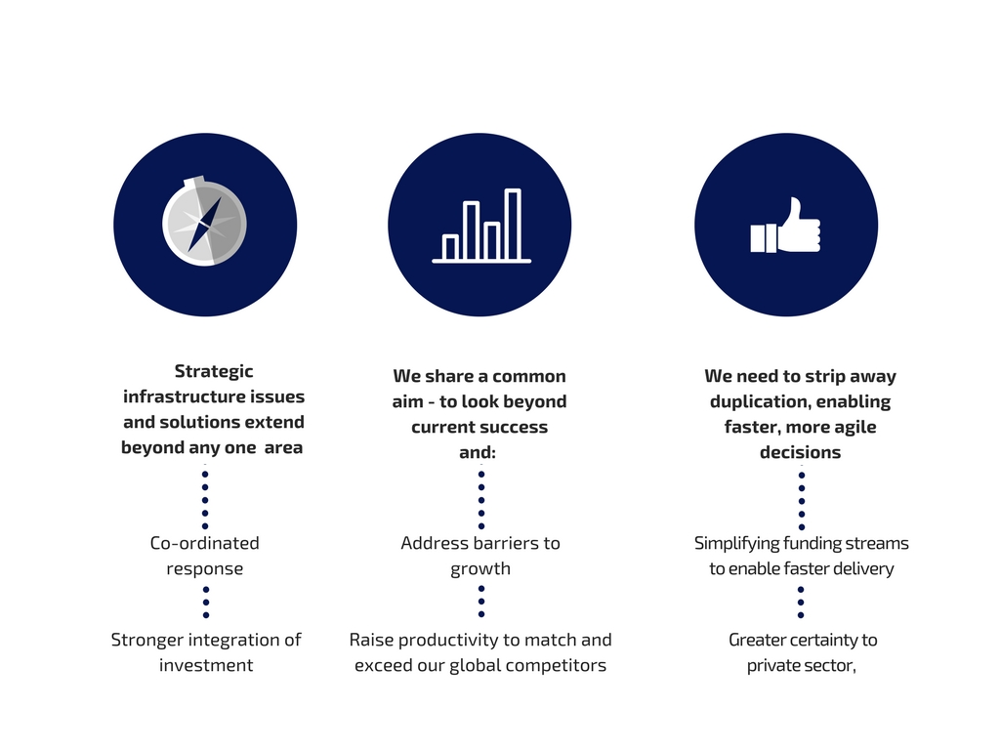 Strategic
infrastructure issues
and solutions extend
beyond any one  area
Co-ordinated
response
Stronger integration of
investment
We share a common
aim - to look beyond
current success
and:
Address barriers to
growth
Raise productivity to match and
exceed our global competitors
We need to strip away
duplication, enabling
faster, more agile
decisions
Simplifying funding streams
to enable faster delivery
Greater certainty to
private sector,